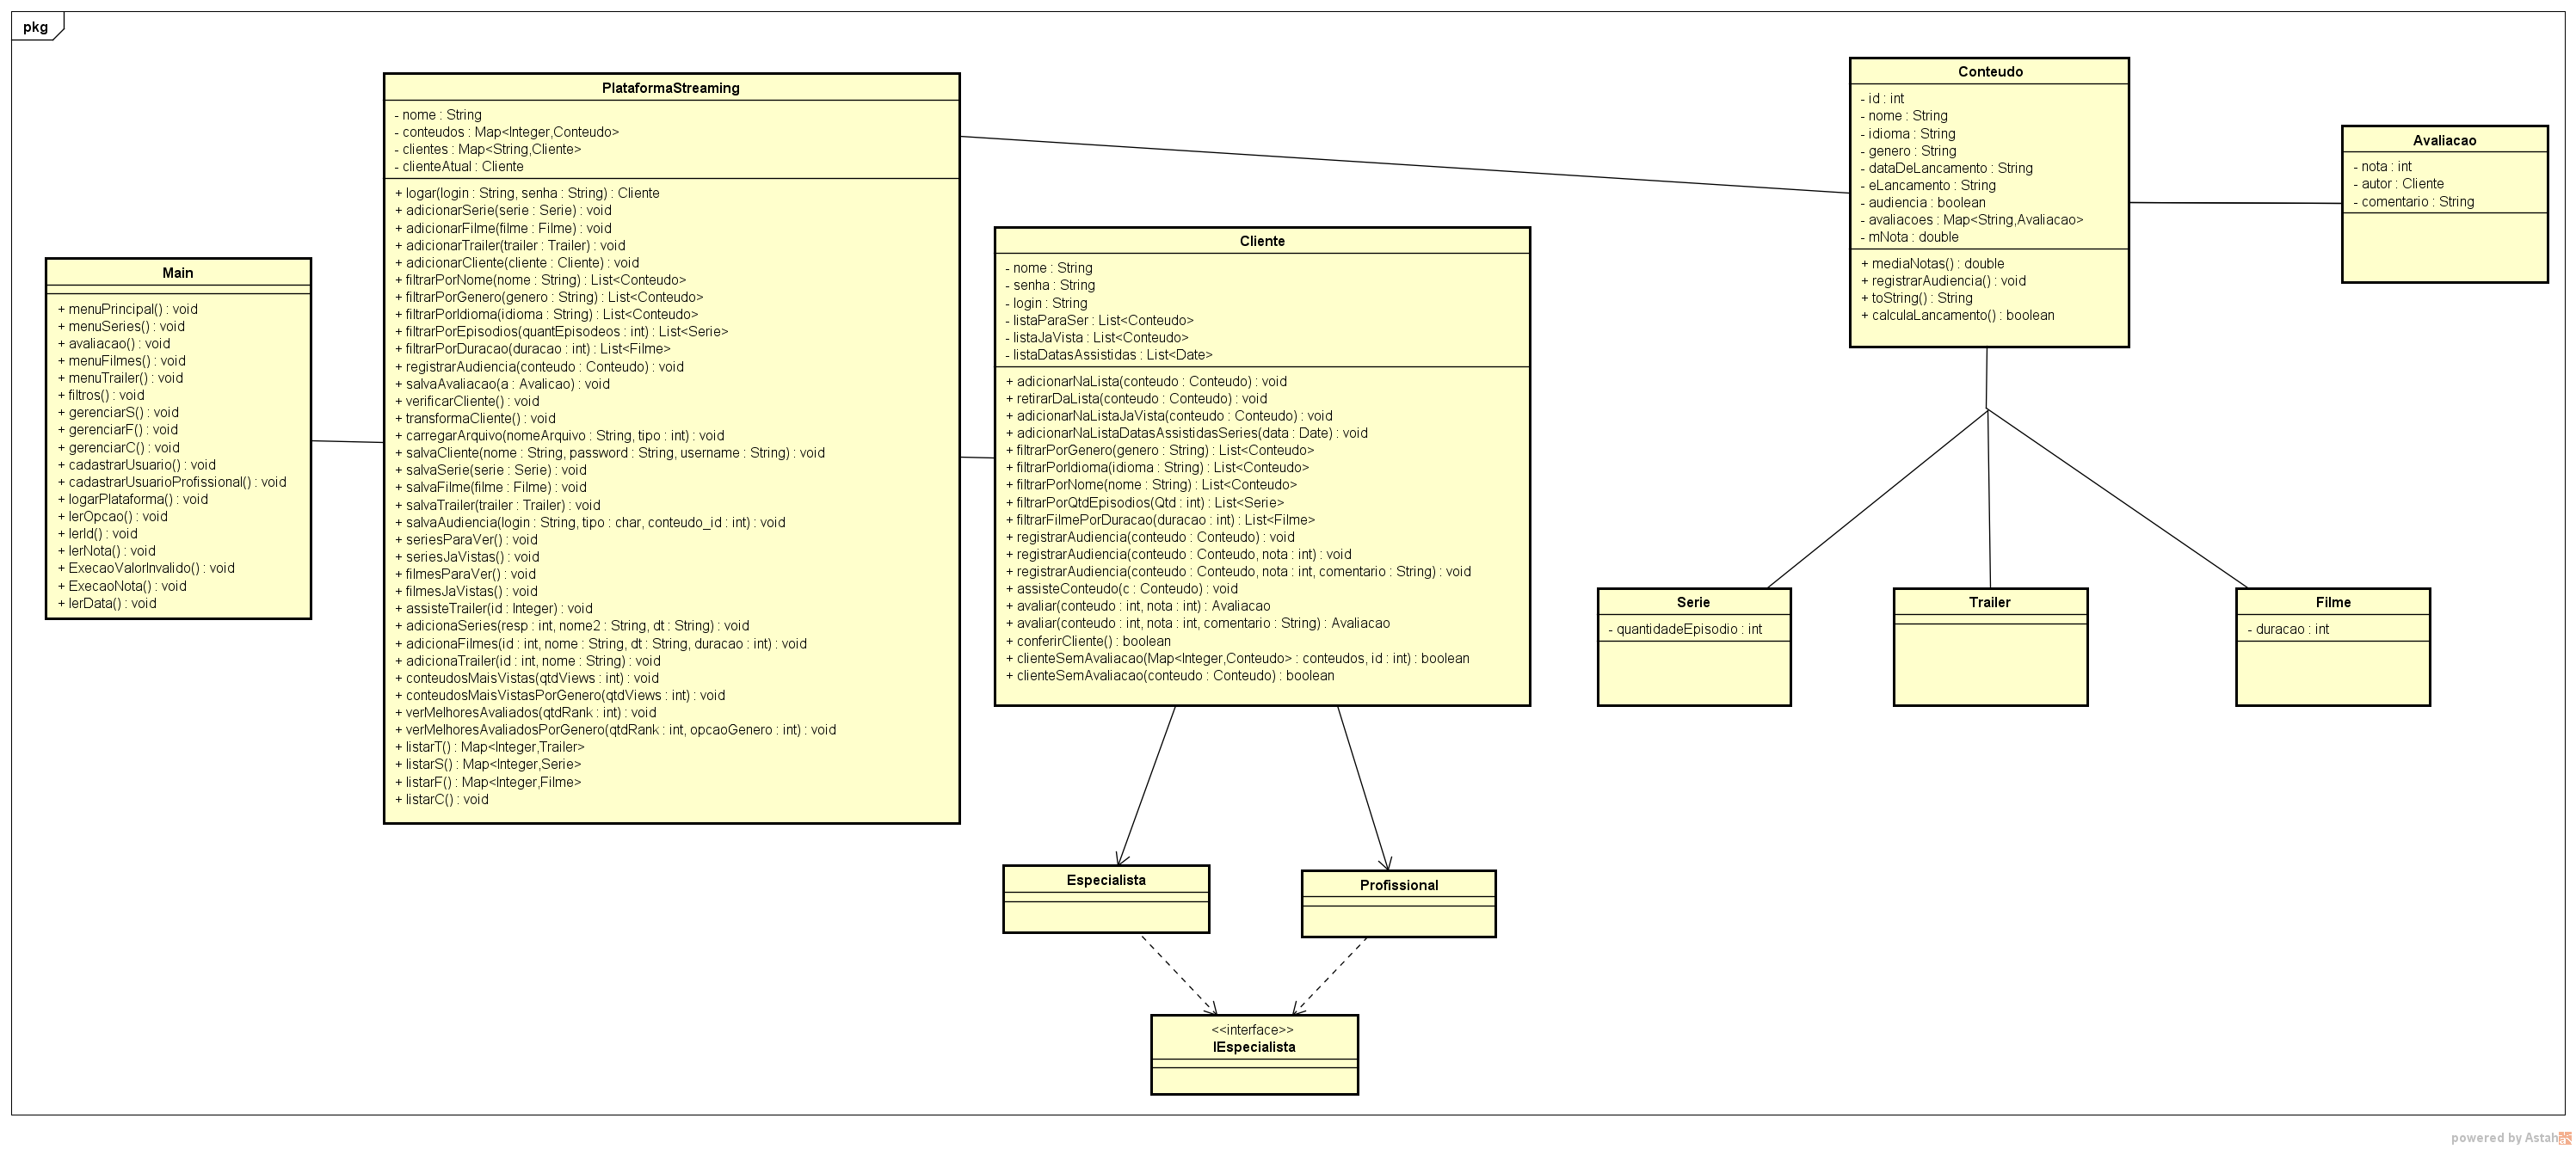 pkg
PlataformaStreaming
- nome : String
- conteudos : Map<Integer,Conteudo>
- clientes : Map<String,Cliente>
- clienteAtual : Cliente
+ logar(login : String, senha : String) : Cliente
+ adicionarSerie(serie : Serie) : void
+ adicionarFilme(filme : Filme) : void
+ adicionarTrailer(trailer : Trailer) : void
+ adicionarCliente(cliente : Cliente) : void
+ filtrarPorNome(nome : String) : List<Conteudo>
+ filtrarPorGenero(genero : String) : List<Conteudo>
+ filtrarPorIdioma(idioma : String) : List<Conteudo>
+ filtrarPorEpisodios(quantEpisodeos : int) : List<Serie>
+ filtrarPorDuracao(duracao : int) : List<Filme>
+ registrarAudiencia(conteudo : Conteudo) : void
+ salvaAvaliacao(a : Avalicao) : void
+ verificarCliente() : void
+ transformaCliente() : void
+ carregarArquivo(nomeArquivo : String, tipo : int) : void
+ salvaCliente(nome : String, password : String, username : String) : void
+ salvaSerie(serie : Serie) : void
+ salvaFilme(filme : Filme) : void
+ salvaTrailer(trailer : Trailer) : void
+ salvaAudiencia(login : String, tipo : char, conteudo_id : int) : void
+ seriesParaVer() : void
+ seriesJaVistas() : void
+ filmesParaVer() : void
+ filmesJaVistas() : void
+ assisteTrailer(id : Integer) : void
+ adicionaSeries(resp : int, nome2 : String, dt : String) : void
+ adicionaFilmes(id : int, nome : String, dt : String, duracao : int) : void
+ adicionaTrailer(id : int, nome : String) : void
+ conteudosMaisVistas(qtdViews : int) : void
+ conteudosMaisVistasPorGenero(qtdViews : int) : void
+ verMelhoresAvaliados(qtdRank : int) : void
+ verMelhoresAvaliadosPorGenero(qtdRank : int, opcaoGenero : int) : void
+ listarT() : Map<Integer,Trailer>
+ listarS() : Map<Integer,Serie>
+ listarF() : Map<Integer,Filme>
+ listarC() : void
Conteudo
- id : int
- nome : String
- idioma : String
- genero : String
- dataDeLancamento : String
- eLancamento : String
- audiencia : boolean
- avaliacoes : Map<String,Avaliacao>
- mNota : double
+ mediaNotas() : double
+ registrarAudiencia() : void
+ toString() : String
+ calculaLancamento() : boolean
Avaliacao
- nota : int
- autor : Cliente
- comentario : String
Main
+ menuPrincipal() : void
+ menuSeries() : void
+ avaliacao() : void
+ menuFilmes() : void
+ menuTrailer() : void
+ filtros() : void
+ gerenciarS() : void
+ gerenciarF() : void
+ gerenciarC() : void
+ cadastrarUsuario() : void
+ cadastrarUsuarioProfissional() : void
+ logarPlataforma() : void
+ lerOpcao() : void
+ lerId() : void
+ lerNota() : void
+ ExecaoValorInvalido() : void
+ ExecaoNota() : void
+ lerData() : void
Cliente
- nome : String
- senha : String
- login : String
- listaParaSer : List<Conteudo>
- listaJaVista : List<Conteudo>
- listaDatasAssistidas : List<Date>
+ adicionarNaLista(conteudo : Conteudo) : void
+ retirarDaLista(conteudo : Conteudo) : void
+ adicionarNaListaJaVista(conteudo : Conteudo) : void
+ adicionarNaListaDatasAssistidasSeries(data : Date) : void
+ filtrarPorGenero(genero : String) : List<Conteudo>
+ filtrarPorIdioma(idioma : String) : List<Conteudo>
+ filtrarPorNome(nome : String) : List<Conteudo>
+ filtrarPorQtdEpisodios(Qtd : int) : List<Serie>
+ filtrarFilmePorDuracao(duracao : int) : List<Filme>
+ registrarAudiencia(conteudo : Conteudo) : void
+ registrarAudiencia(conteudo : Conteudo, nota : int) : void
+ registrarAudiencia(conteudo : Conteudo, nota : int, comentario : String) : void
+ assisteConteudo(c : Conteudo) : void
+ avaliar(conteudo : int, nota : int) : Avaliacao
+ avaliar(conteudo : int, nota : int, comentario : String) : Avaliacao
+ conferirCliente() : boolean
+ clienteSemAvaliacao(Map<Integer,Conteudo> : conteudos, id : int) : boolean
+ clienteSemAvaliacao(conteudo : Conteudo) : boolean
Serie
- quantidadeEpisodio : int
Trailer
Filme
- duracao : int
Especialista
Profissional
<<interface>>
IEspecialista
powered by Astah